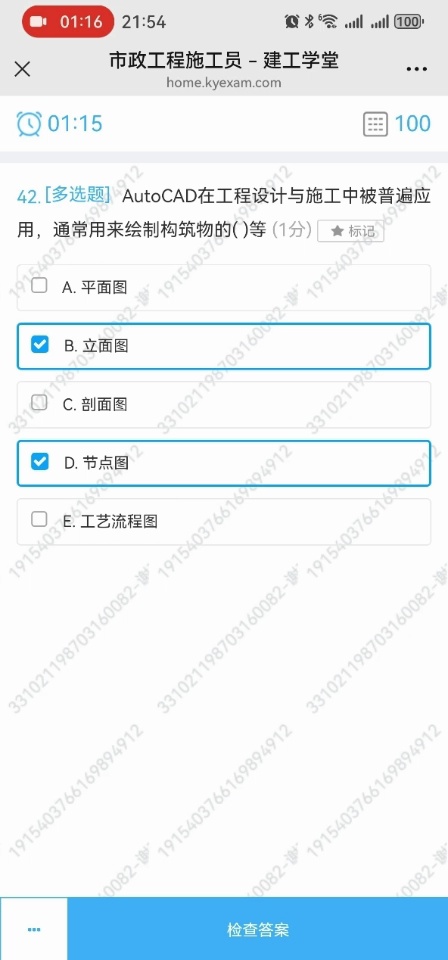 01:16 21:54 100
市政工程施工员 – 建工学堂
home.kyexam.com
01:15 100
42.[多选题] AutoCAD在工程设计与施工中被普遍应
用，通常用来绘制构筑物的( )等 (1分) 标记
A. 平面图
B. 立面图
C. 剖面图
D. 节点图
E. 工艺流程图
1915403766169894912
331021198703160082-谢
检查答案